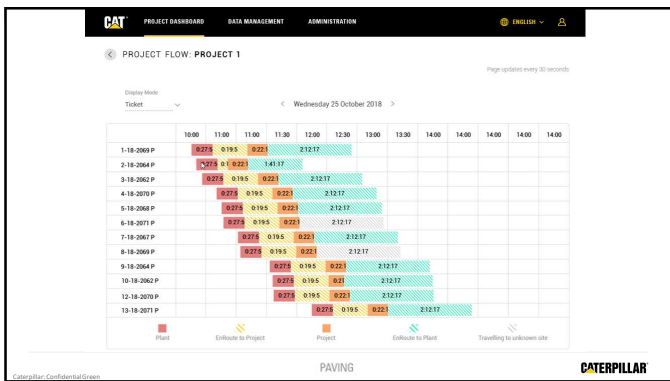 CAT PROJECT DASHBOARD DATA MANAGEMENT ADMINISTRATION ENGLISH
PROJECT FLOW: PROJECT 1
Page updates every 30 seconds
Display Mode
Ticket < Wednesday 25 October 2018 >
10:00 11:00 11:00 11:30 12:00 12:30 13:00 13:30 14:00 14:00 14:00 14:00 14:00
1-18-2069 P 0:27:5 0:19:5 0:22:1 2:12:17
2-18-2064 P 0:27:5 0:1 0:22:1 1:41:17
3-18-2062 P 0:27:5 0:19:5 0:22:1 2:12:17
4-18-2070 P 0:27:5 0:19:5 0:22:1 2:12:17
5-18-2068 P 0:27:5 0:19:5 0:22:1 2:12:17
6-18-2071 P 0:27:5 0:19:5 0:22:1 2:12:17
7-18-2067 P 0:27:5 0:19:5 0:22:1 2:12:17
8-18-2069 P 0:27:5 0:19:5 0:22:1 2:12:17
9-18-2064 P 0:27:5 0:19:5 0:22:1 2:12:17
10-18-2062 P 0:27:5 0:19:5 0:21 2:12:17
12-18-2070 P 0:27:5 0:19:5 0:22:1 2:12:17
13-18-2071 P 0:27:5 0:19:5 0:22:1 2:12:17
Plant EnRoute to Project Project EnRoute to Plant Travelling to unknown site
PAVING
CATERPILLAR
Caterpillar: Confidential Green